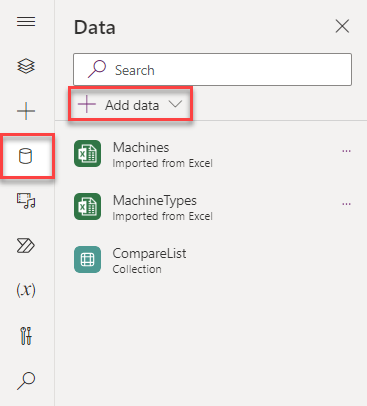 Data
Search
Add data
Machines
Imported from Excel
...
MachineTypes
Imported from Excel
...
CompareList
Collection
(x)